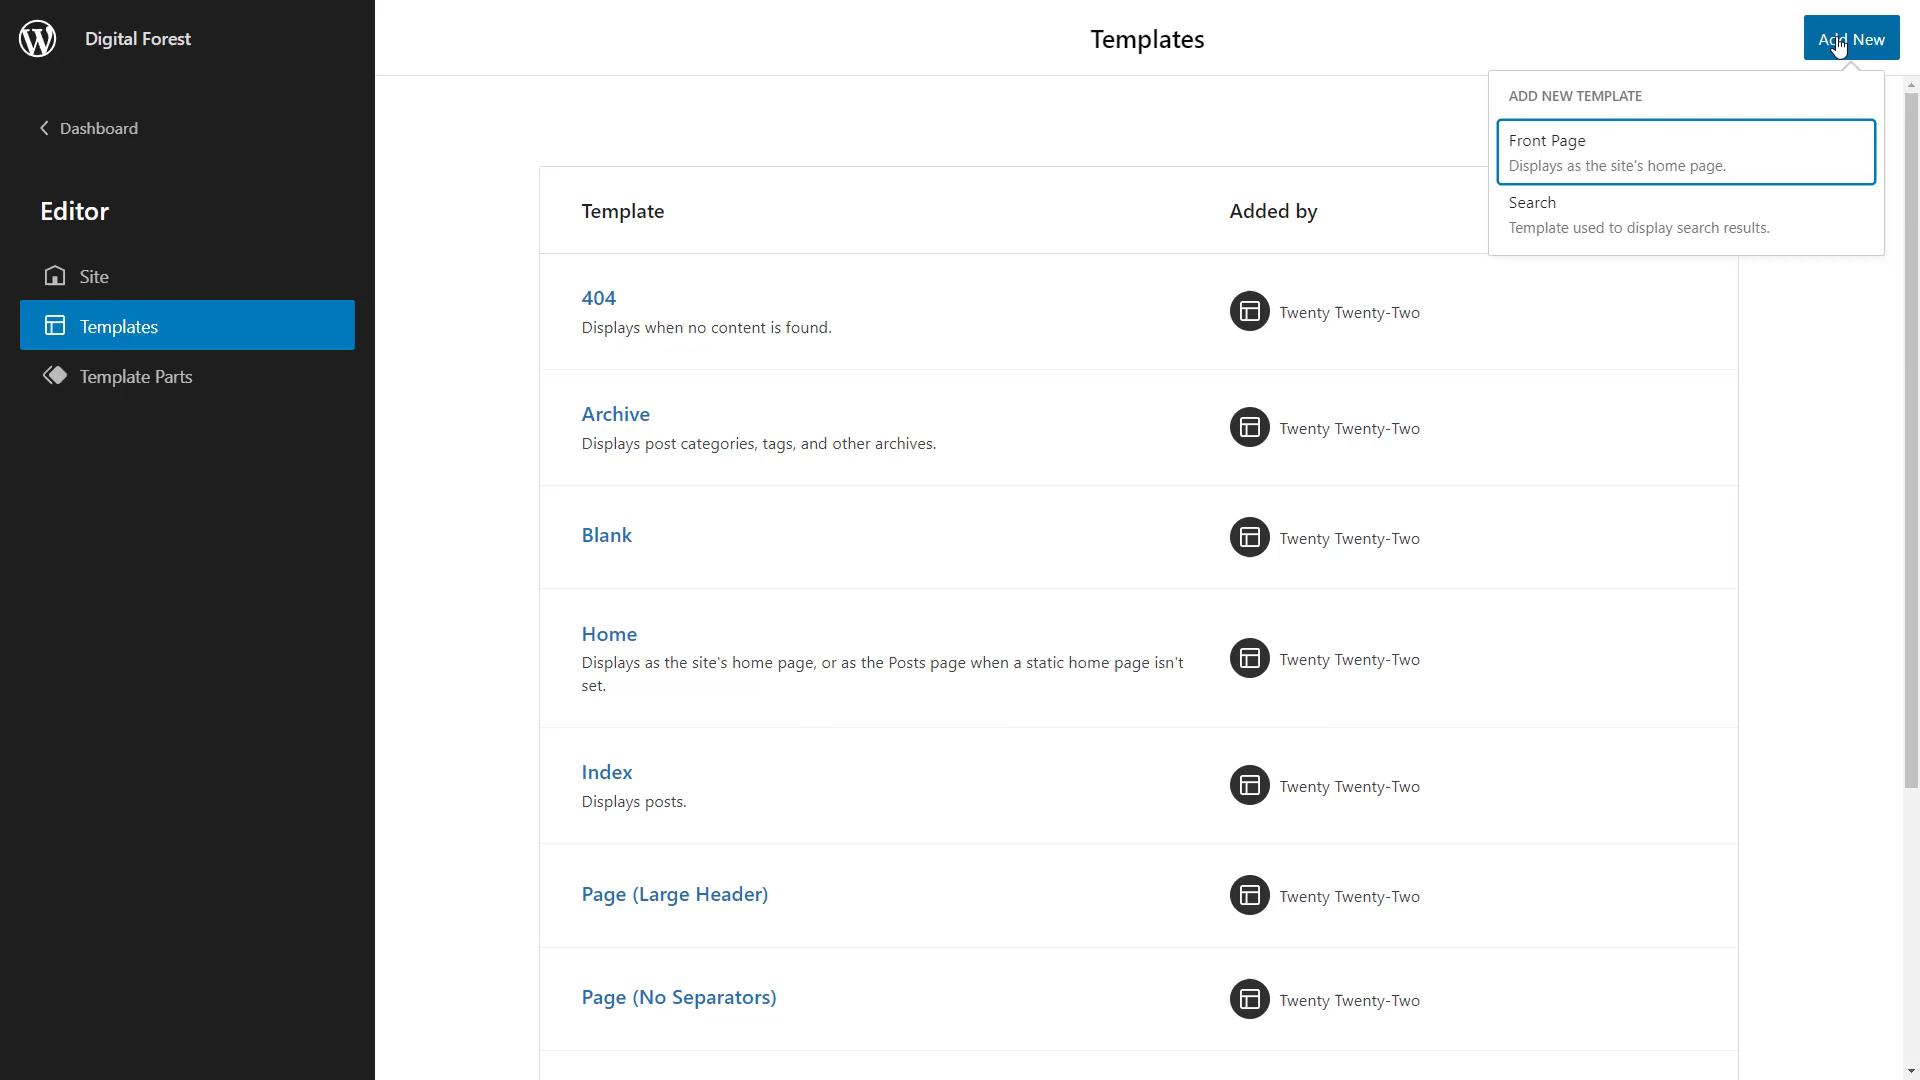 Digital Forest
Templates
Add New
Dashboard
ADD NEW TEMPLATE
Front Page
Displays as the site's home page.
Search
Template used to display search results.
Editor
Site
Templates
Template Parts
Template
Added by
404
Displays when no content is found.
Twenty Twenty-Two
Archive
Displays post categories, tags, and other archives.
Twenty Twenty-Two
Blank
Twenty Twenty-Two
Home
Displays as the site's home page, or as the Posts page when a static home page isn't
set.
Twenty Twenty-Two
Index
Displays posts.
Twenty Twenty-Two
Page (Large Header)
Twenty Twenty-Two
Page (No Separators)
Twenty Twenty-Two